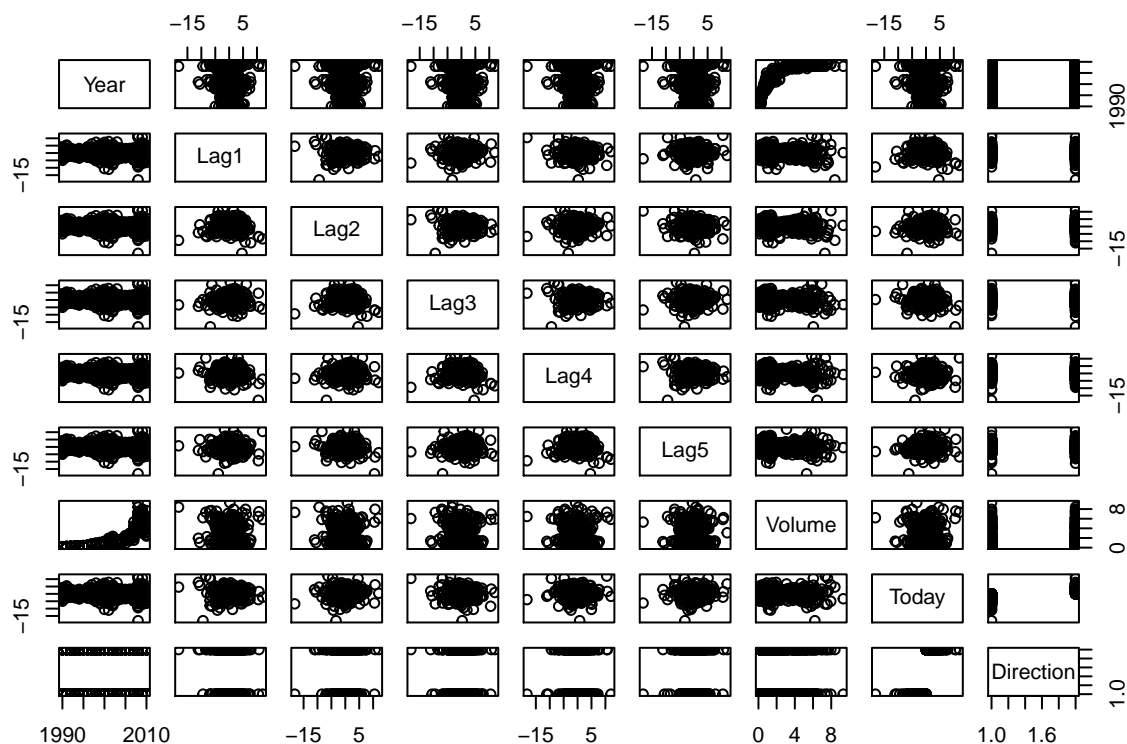 −15 5 −15 5 −15 5 −15 5
Year
1990
−15
Lag1
Lag2
−15
−15
Lag3
Lag4
−15
−15
Lag5
Volume
0 8
−15
Today
Direction
1.0
1990 2010 −15 5 −15 5 0 4 8 1.0 1.6